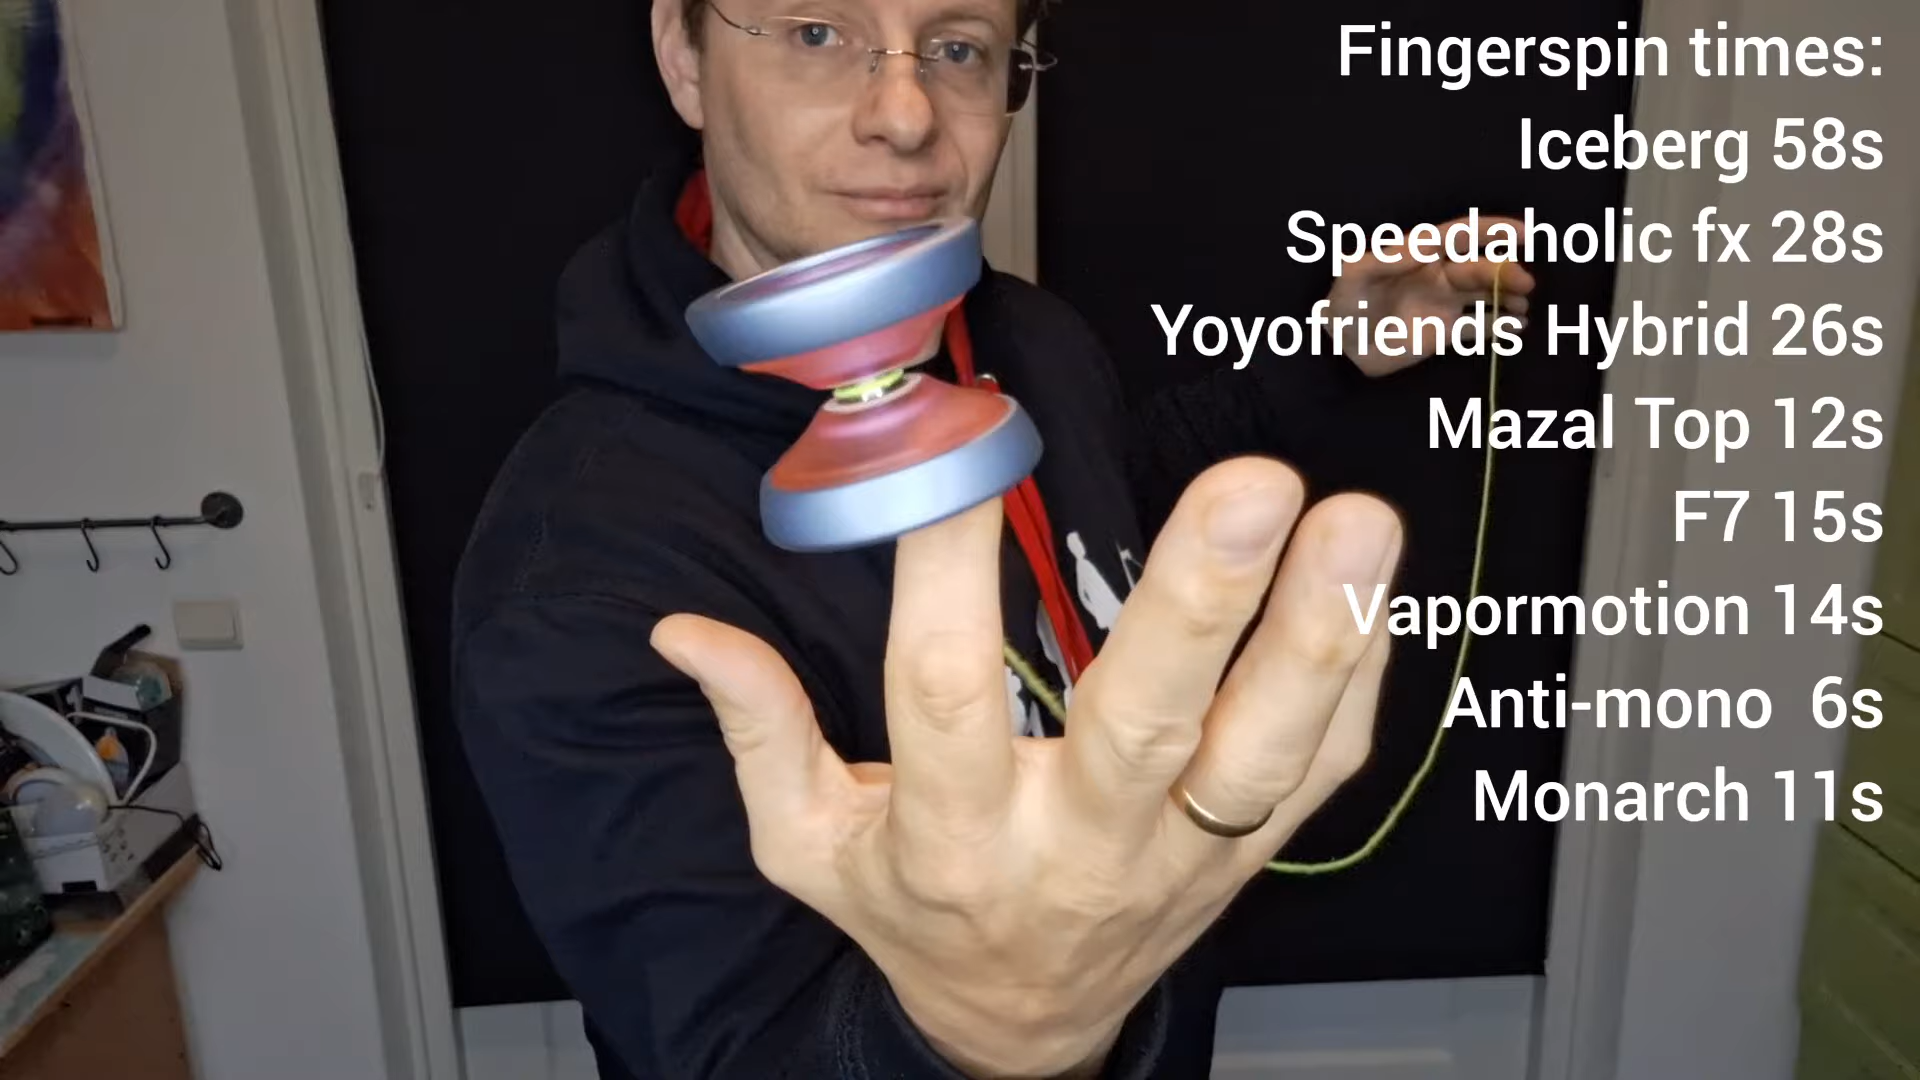 Fingerspin times:
Iceberg 58s
Speedaholic fx 28s
Yoyofriends Hybrid 26s
Mazal Top 12s
F7 15s
Vapormotion 14s
Anti-mono  6s
Monarch 11s